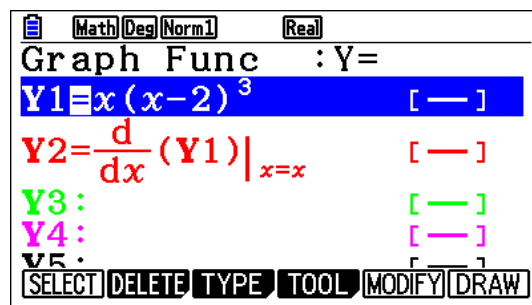 Math Deg Norm1 Real
Graph Func :Y=
Y1=x(x−2)³ [—]
Y2=d/dx(Y1)|x=x [—]
Y3: [—]
Y4: [—]
Y5: [—]
SELECT DELETE TYPE TOOL MODIFY DRAW